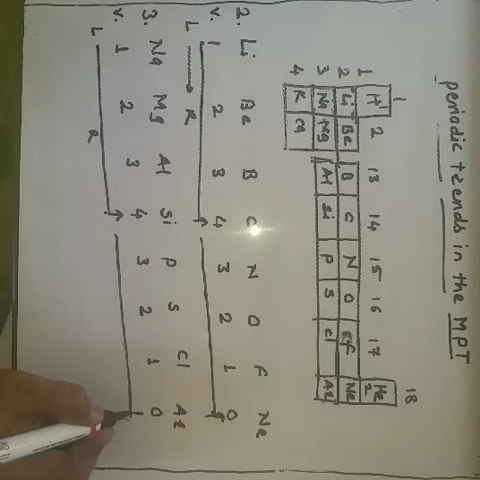 periodic trends in the MPT
1 18
1 H 1 2 13 14 15 16 17 He 2
2 Li Be B C N O F Ne
3 Na Mg Al Si P S Cl Ar
4 K Ca
2. Li Be B C N O F Ne
v. 1 2 3 4 3 2 1 0
L R
3. Na Mg Al Si P S Cl Ar
v. 1 2 3 4 3 2 1 0
L R